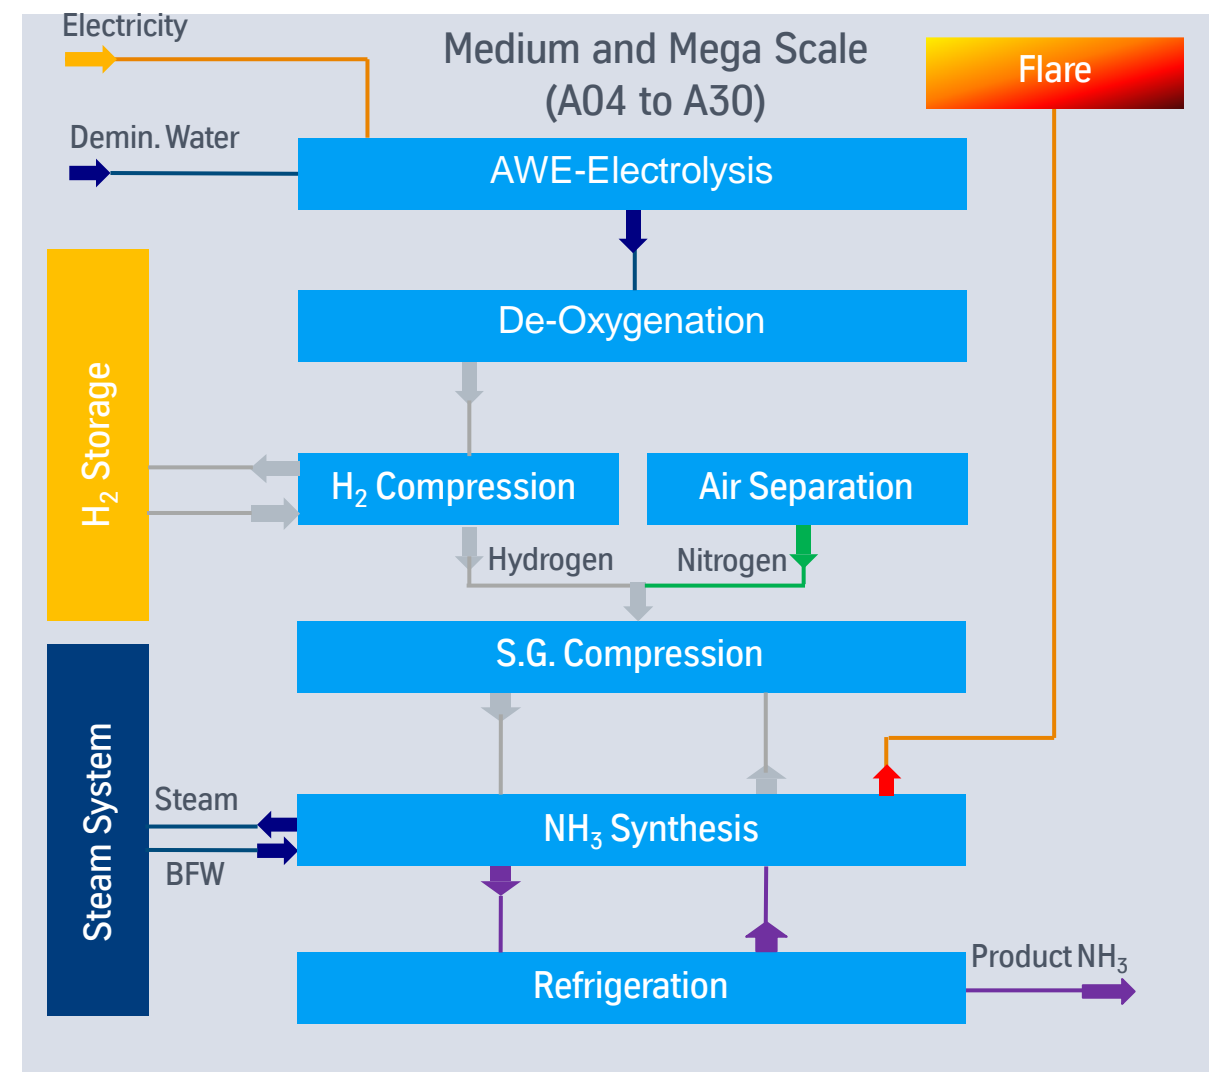 Electricity
Medium and Mega Scale
(A04 to A30)
Flare
Demin. Water
AWE-Electrolysis
De-Oxygenation
H₂ Storage
H₂ Compression
Air Separation
Hydrogen
Nitrogen
S.G. Compression
Steam System
Steam
NH₃ Synthesis
BFW
Product NH₃
Refrigeration